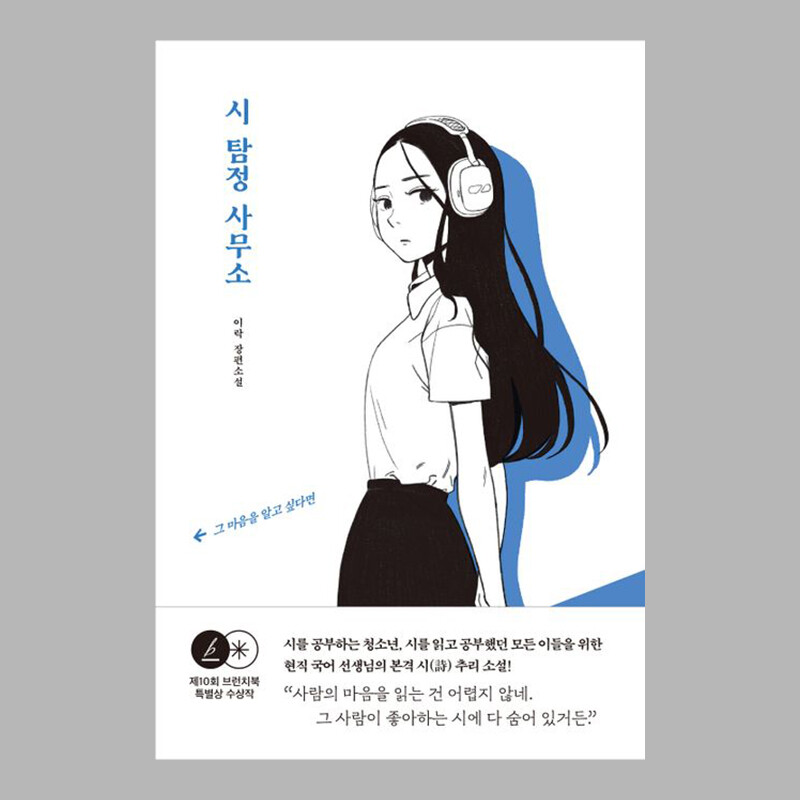 시 탐정 사무소
이락 장편소설
← 그 마음을 알고 싶다면
b
제10회 브런치북
특별상 수상작
시를 공부하는 청소년, 시를 읽고 공부했던 모든 이들을 위한
현직 국어 선생님의 본격 시(詩) 추리 소설!
“사람의 마음을 읽는 건 어렵지 않네.
그 사람이 좋아하는 시에 다 숨어 있거든.”